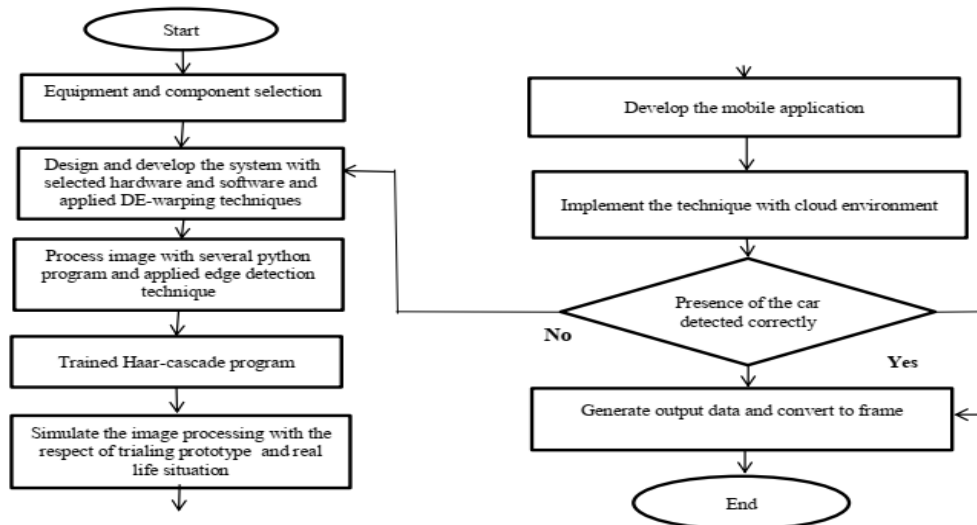 Start
Equipment and component selection
Design and develop the system with
selected hardware and software and
applied DE-warping techniques
Process image with several python
program and applied edge detection
technique
Trained Haar-cascade program
Simulate the image processing with the
respect of trialing prototype and real
life situation
Develop the mobile application
Implement the technique with cloud environment
Presence of the car
detected correctly
No
Yes
Generate output data and convert to frame
End